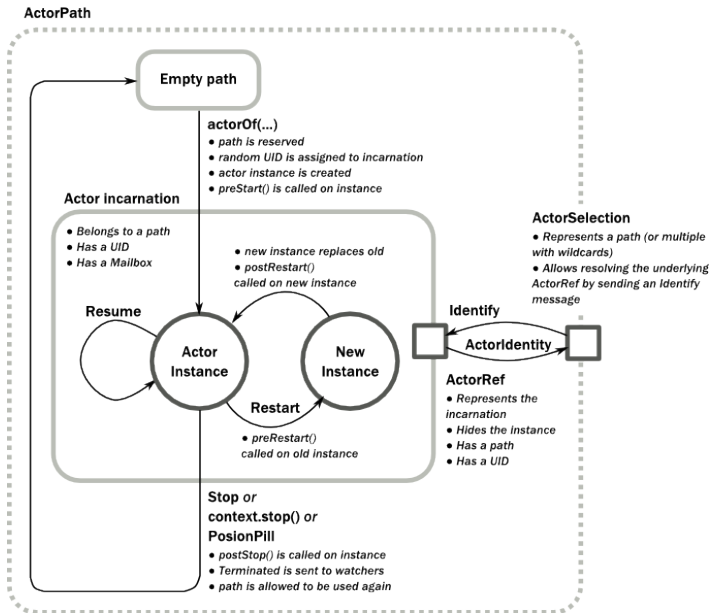 ActorPath
Empty path
actorOf(...)
● path is reserved
● random UID is assigned to incarnation
● actor instance is created
● preStart() is called on instance
Actor incarnation
● Belongs to a path
● Has a UID
● Has a Mailbox
● new instance replaces old
● postRestart()
called on new instance
Resume
Actor
Instance
New
Instance
Restart
● preRestart()
called on old instance
ActorSelection
● Represents a path (or multiple
with wildcards)
● Allows resolving the underlying
ActorRef by sending an Identify
message
Identify
ActorIdentity
ActorRef
● Represents the
incarnation
● Hides the instance
● Has a path
● Has a UID
Stop or
context.stop() or
PosionPill
● postStop() is called on instance
● Terminated is sent to watchers
● path is allowed to be used again